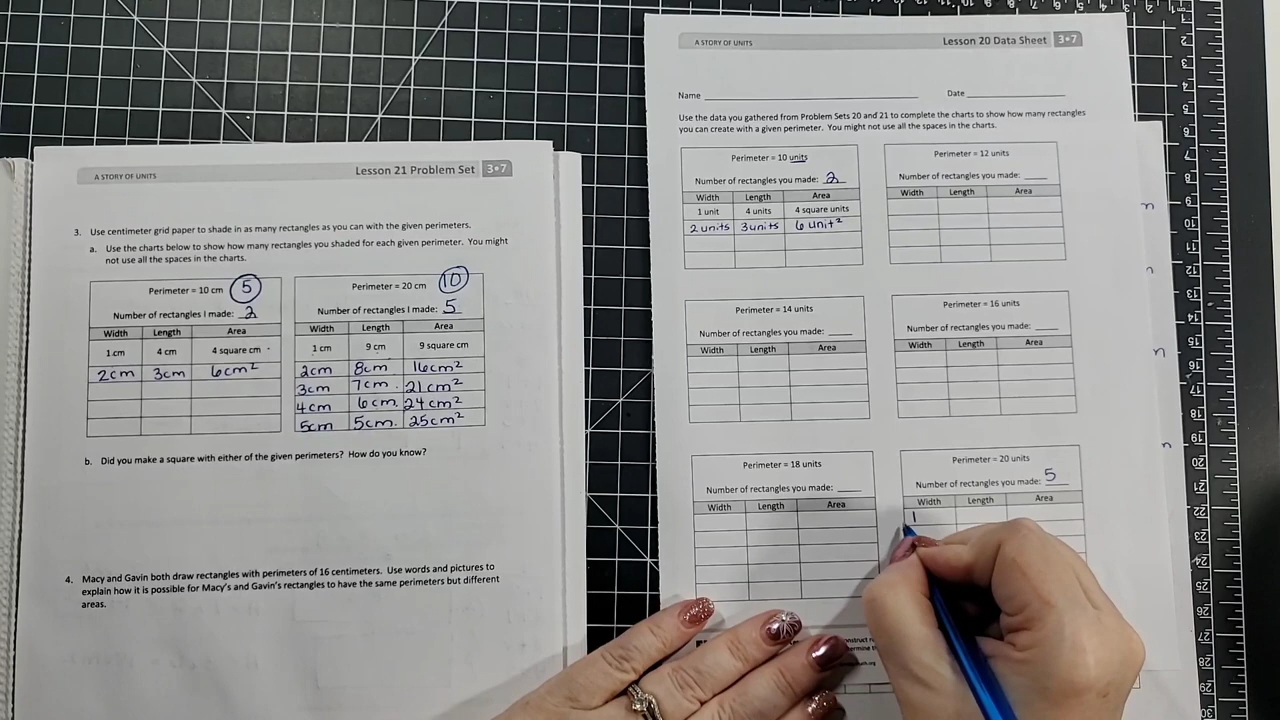 A STORY OF UNITS
Lesson 21 Problem Set 3•7
3. Use centimeter grid paper to shade in as many rectangles as you can with the given perimeters.
a. Use the charts below to show how many rectangles you shaded for each given perimeter. You might
not use all the spaces in the charts.
Perimeter = 10 cm 5
Number of rectangles I made: 2
Width Length Area
1 cm 4 cm 4 square cm
2cm 3cm 6cm²
Perimeter = 20 cm 10
Number of rectangles I made: 5
Width Length Area
1 cm 9 cm 9 square cm
2cm 8cm 16cm²
3cm 7cm 21cm²
4cm 6cm 24cm²
5cm 5cm 25cm²
b. Did you make a square with either of the given perimeters? How do you know?
4. Macy and Gavin both draw rectangles with perimeters of 16 centimeters. Use words and pictures to
explain how it is possible for Macy's and Gavin's rectangles to have the same perimeters but different
areas.
A STORY OF UNITS
Lesson 20 Data Sheet 3•7
Name Date
Use the data you gathered from Problem Sets 20 and 21 to complete the charts to show how many rectangles
you can create with a given perimeter. You might not use all the spaces in the charts.
Perimeter = 10 units
Number of rectangles you made: 2
Width Length Area
1 unit 4 units 4 square units
2 units 3 units 6 unit²
Perimeter = 12 units
Number of rectangles you made:
Width Length Area
Perimeter = 14 units
Number of rectangles you made:
Width Length Area
Perimeter = 16 units
Number of rectangles you made:
Width Length Area
Perimeter = 18 units
Number of rectangles you made:
Width Length Area
Perimeter = 20 units
Number of rectangles you made: 5
Width Length Area
1